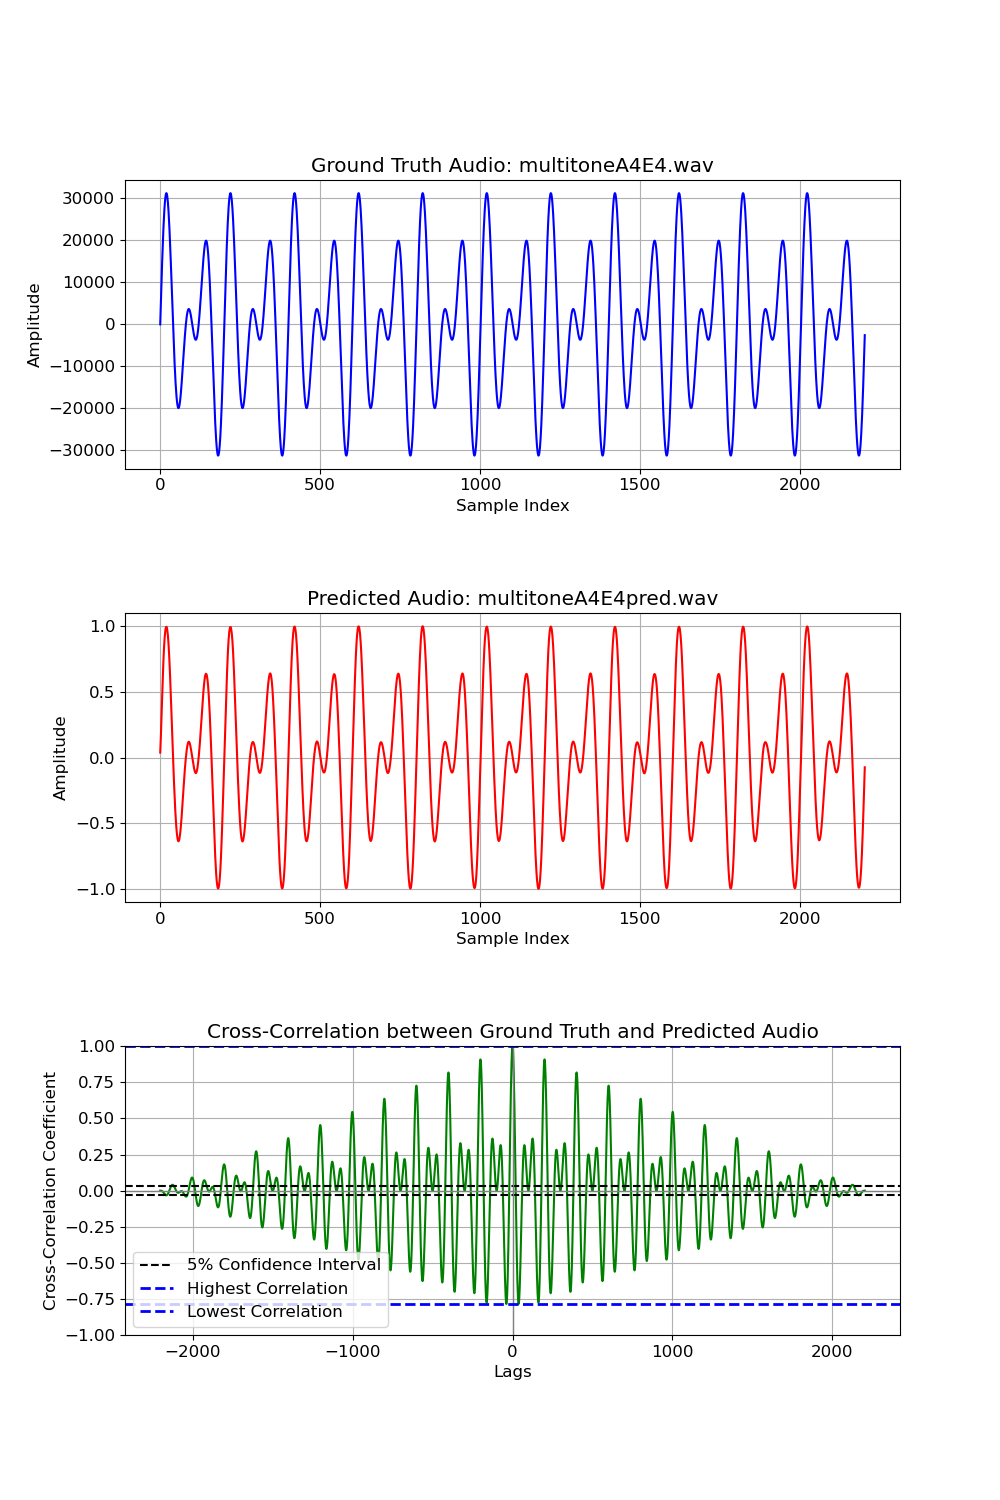 Ground Truth Audio: multitoneA4E4.wav
30000
20000
10000
0
−10000
−20000
−30000
Amplitude
0 500 1000 1500 2000
Sample Index
Predicted Audio: multitoneA4E4pred.wav
1.0
0.5
0.0
−0.5
−1.0
Amplitude
0 500 1000 1500 2000
Sample Index
Cross-Correlation between Ground Truth and Predicted Audio
1.00
0.75
0.50
0.25
0.00
−0.25
−0.50
−0.75
−1.00
Cross-Correlation Coefficient
5% Confidence Interval
Highest Correlation
Lowest Correlation
−2000 −1000 0 1000 2000
Lags